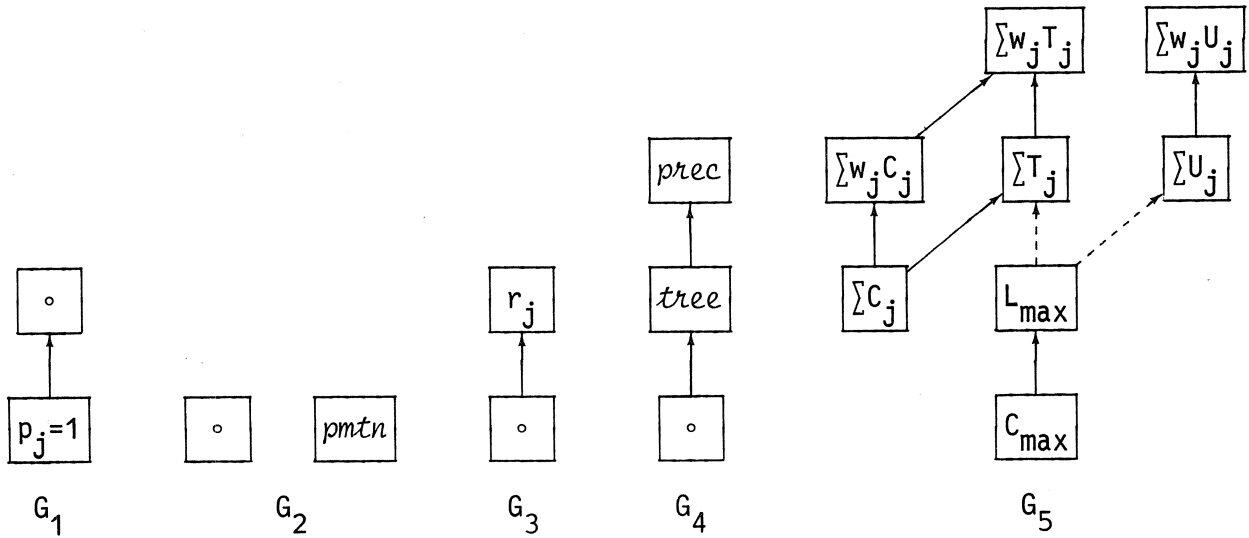 ∑w_jT_j ∑w_jU_j
prec ∑w_jC_j ∑T_j ∑U_j
∘ r_j tree ∑C_j L_max
p_j=1 ∘ pmtn ∘ ∘ C_max
G_1 G_2 G_3 G_4 G_5